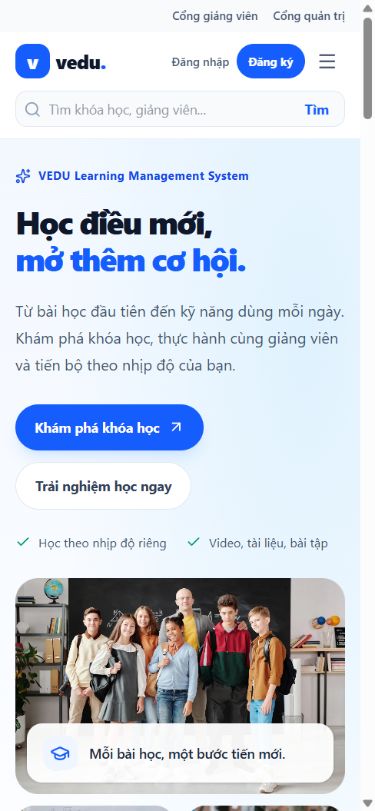 Cổng giảng viên Cổng quản trị
v vedu.
Đăng nhập
Đăng ký
Tìm khóa học, giảng viên...
Tìm
VEDU Learning Management System
Học điều mới,
mở thêm cơ hội.
Từ bài học đầu tiên đến kỹ năng dùng mỗi ngày.
Khám phá khóa học, thực hành cùng giảng viên
và tiến bộ theo nhịp độ của bạn.
Khám phá khóa học
Trải nghiệm học ngay
Học theo nhịp độ riêng
Video, tài liệu, bài tập
Mỗi bài học, một bước tiến mới.